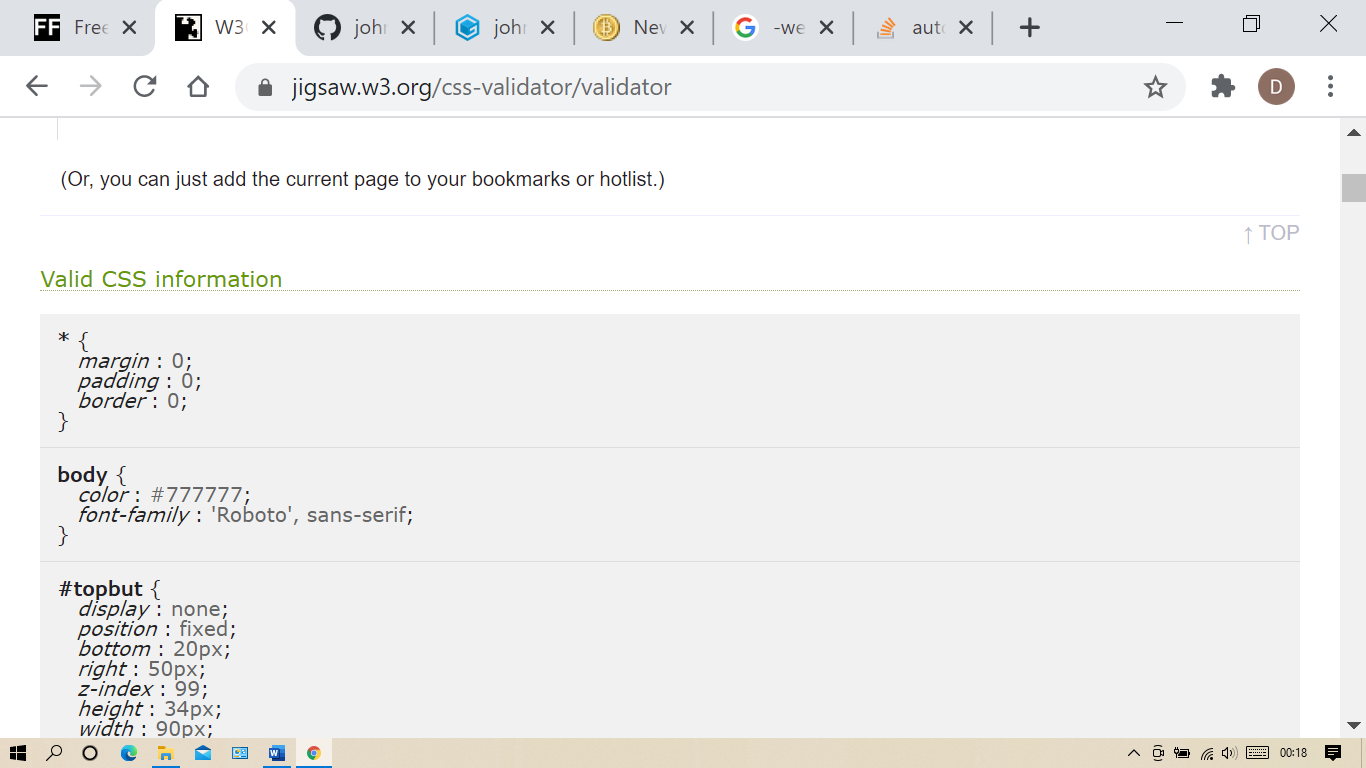 FF Free
W3
john
john
New
-we
auto
jigsaw.w3.org/css-validator/validator
D
(Or, you can just add the current page to your bookmarks or hotlist.)
↑ TOP
Valid CSS information
* {
margin : 0;
padding : 0;
border : 0;
}
body {
color : #777777;
font-family : 'Roboto', sans-serif;
}
#topbut {
display : none;
position : fixed;
bottom : 20px;
right : 50px;
z-index : 99;
height : 34px;
width : 90px;
00:18